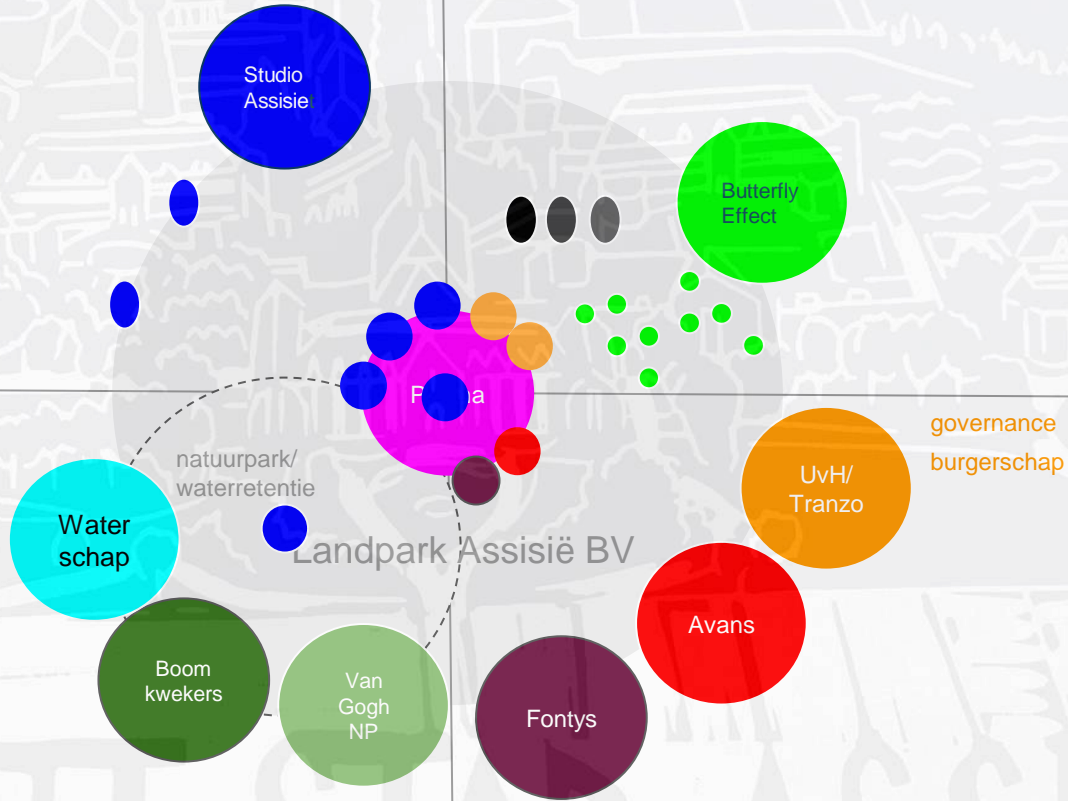 Studio
Assisiet
Butterfly
Effect
governance
burgerschap
natuurpark/
waterretentie
UvH/
Tranzo
Water
schap
Landpark Assisië BV
Avans
Boom
kwekers
Van
Gogh
NP
Fontys